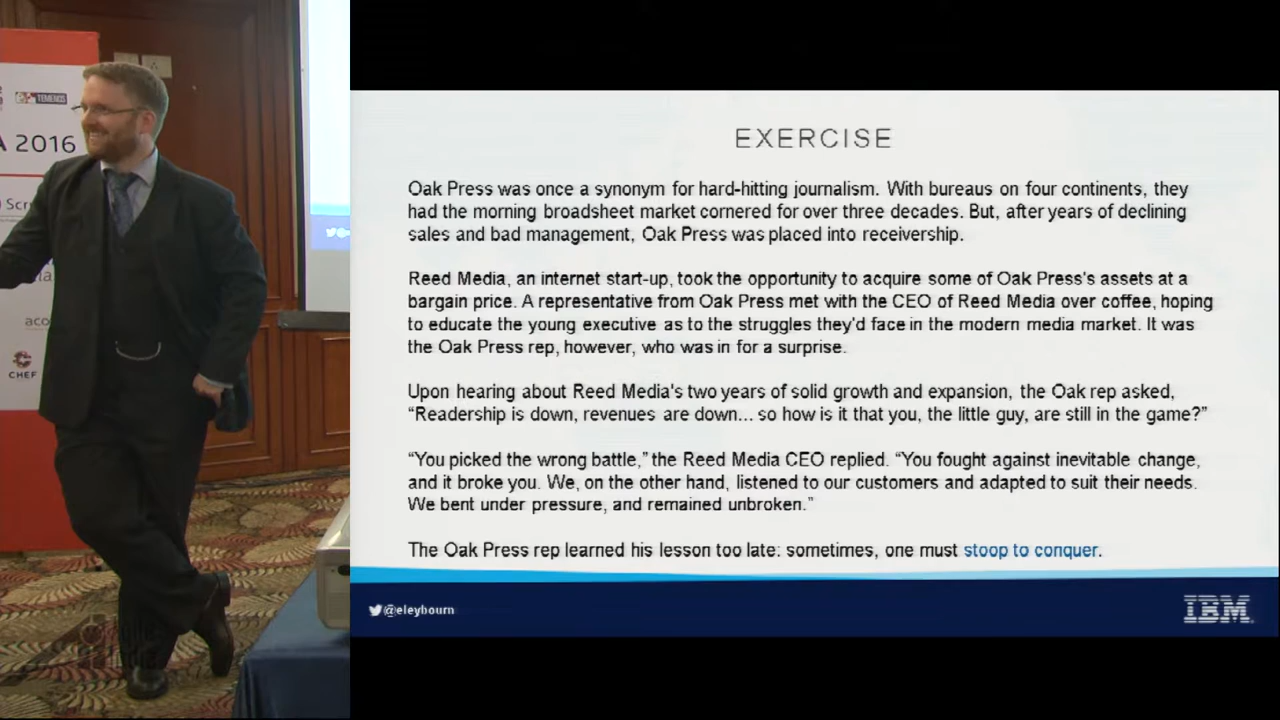 TEMENOS
A 2016
Scr
aco
CHEF
EXERCISE
Oak Press was once a synonym for hard-hitting journalism. With bureaus on four continents, they
had the morning broadsheet market cornered for over three decades. But, after years of declining
sales and bad management, Oak Press was placed into receivership.
Reed Media, an internet start-up, took the opportunity to acquire some of Oak Press's assets at a
bargain price. A representative from Oak Press met with the CEO of Reed Media over coffee, hoping
to educate the young executive as to the struggles they'd face in the modern media market. It was
the Oak Press rep, however, who was in for a surprise.
Upon hearing about Reed Media's two years of solid growth and expansion, the Oak rep asked,
“Readership is down, revenues are down... so how is it that you, the little guy, are still in the game?”
“You picked the wrong battle,” the Reed Media CEO replied. “You fought against inevitable change,
and it broke you. We, on the other hand, listened to our customers and adapted to suit their needs.
We bent under pressure, and remained unbroken.”
The Oak Press rep learned his lesson too late: sometimes, one must stoop to conquer.
@eleybourn
IBM